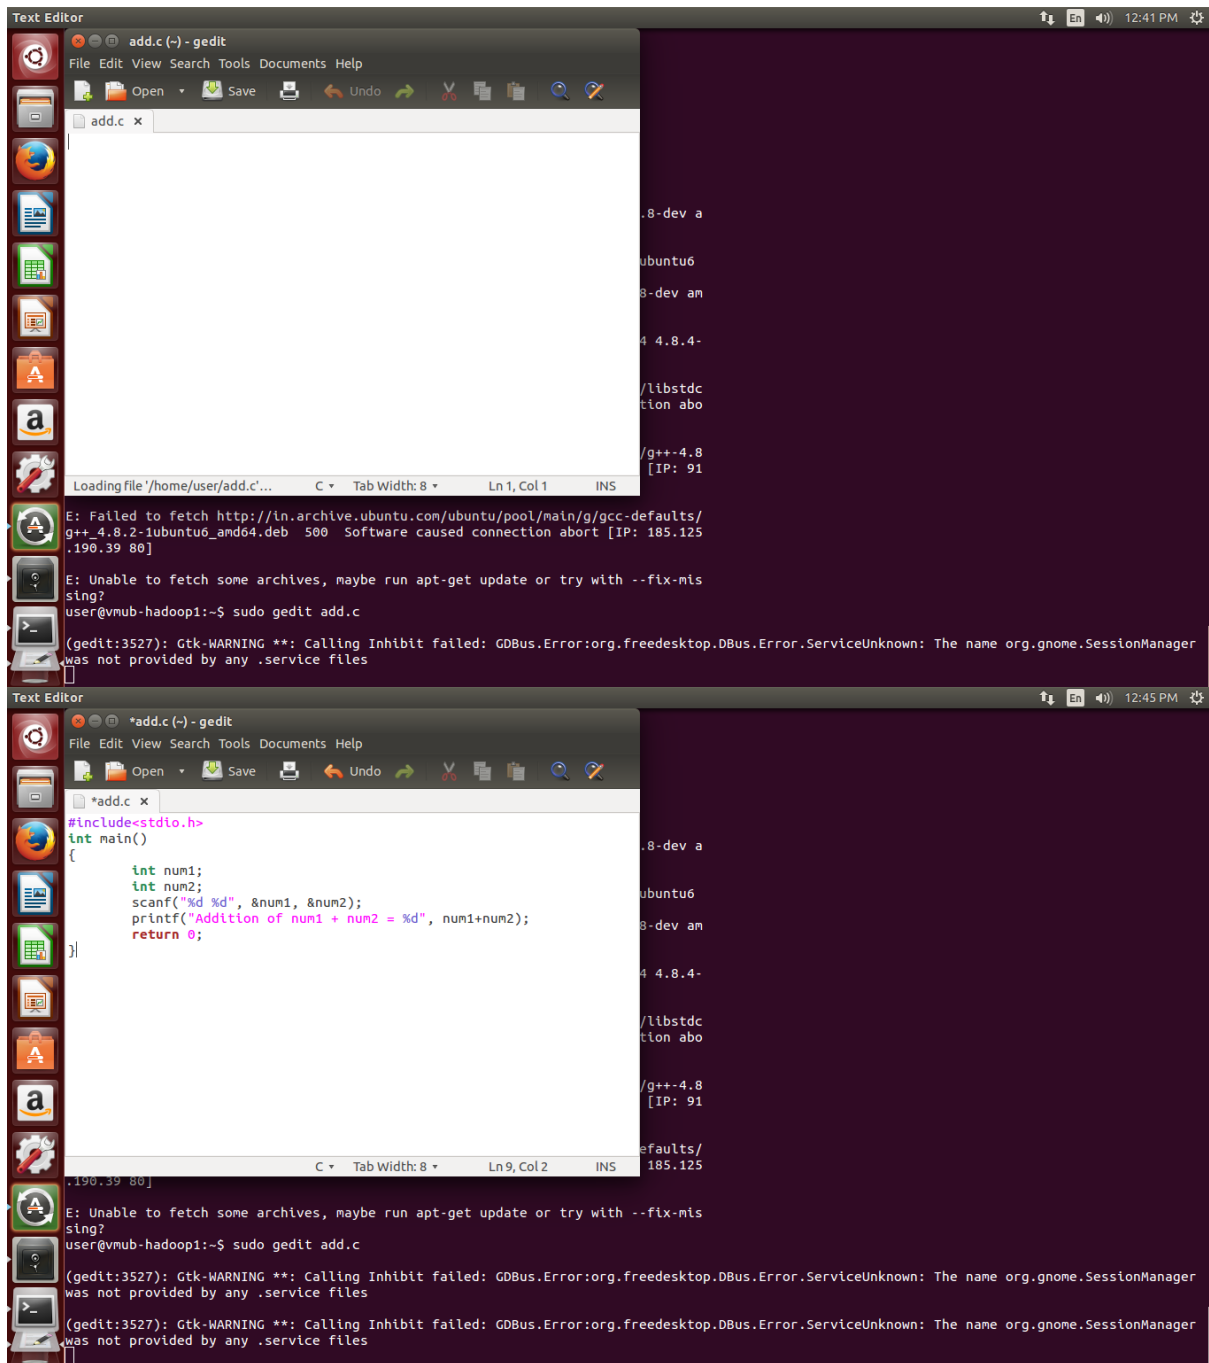 Text Editor
En 12:41 PM
add.c (~) - gedit
File Edit View Search Tools Documents Help
Open Save Undo
add.c
.8-dev a
ubuntu6
8-dev am
4 4.8.4-
/libstdc
tion abo
/g++-4.8
[IP: 91
Loading file '/home/user/add.c'... C Tab Width: 8 Ln 1, Col 1 INS
E: Failed to fetch http://in.archive.ubuntu.com/ubuntu/pool/main/g/gcc-defaults/
g++_4.8.2-1ubuntu6_amd64.deb  500  Software caused connection abort [IP: 185.125
.190.39 80]
E: Unable to fetch some archives, maybe run apt-get update or try with --fix-mis
sing?
user@vmub-hadoop1:~$ sudo gedit add.c
(gedit:3527): Gtk-WARNING **: Calling Inhibit failed: GDBus.Error:org.freedesktop.DBus.Error.ServiceUnknown: The name org.gnome.SessionManager
was not provided by any .service files
Text Editor
En 12:45 PM
*add.c (~) - gedit
File Edit View Search Tools Documents Help
Open Save Undo
*add.c
#include<stdio.h>
int main()
{
int num1;
int num2;
scanf("%d %d", &num1, &num2);
printf("Addition of num1 + num2 = %d", num1+num2);
return 0;
}
.8-dev a
ubuntu6
8-dev am
4 4.8.4-
/libstdc
tion abo
/g++-4.8
[IP: 91
efaults/
185.125
C Tab Width: 8 Ln 9, Col 2 INS
.190.39 80]
E: Unable to fetch some archives, maybe run apt-get update or try with --fix-mis
sing?
user@vmub-hadoop1:~$ sudo gedit add.c
(gedit:3527): Gtk-WARNING **: Calling Inhibit failed: GDBus.Error:org.freedesktop.DBus.Error.ServiceUnknown: The name org.gnome.SessionManager
was not provided by any .service files
(gedit:3527): Gtk-WARNING **: Calling Inhibit failed: GDBus.Error:org.freedesktop.DBus.Error.ServiceUnknown: The name org.gnome.SessionManager
was not provided by any .service files